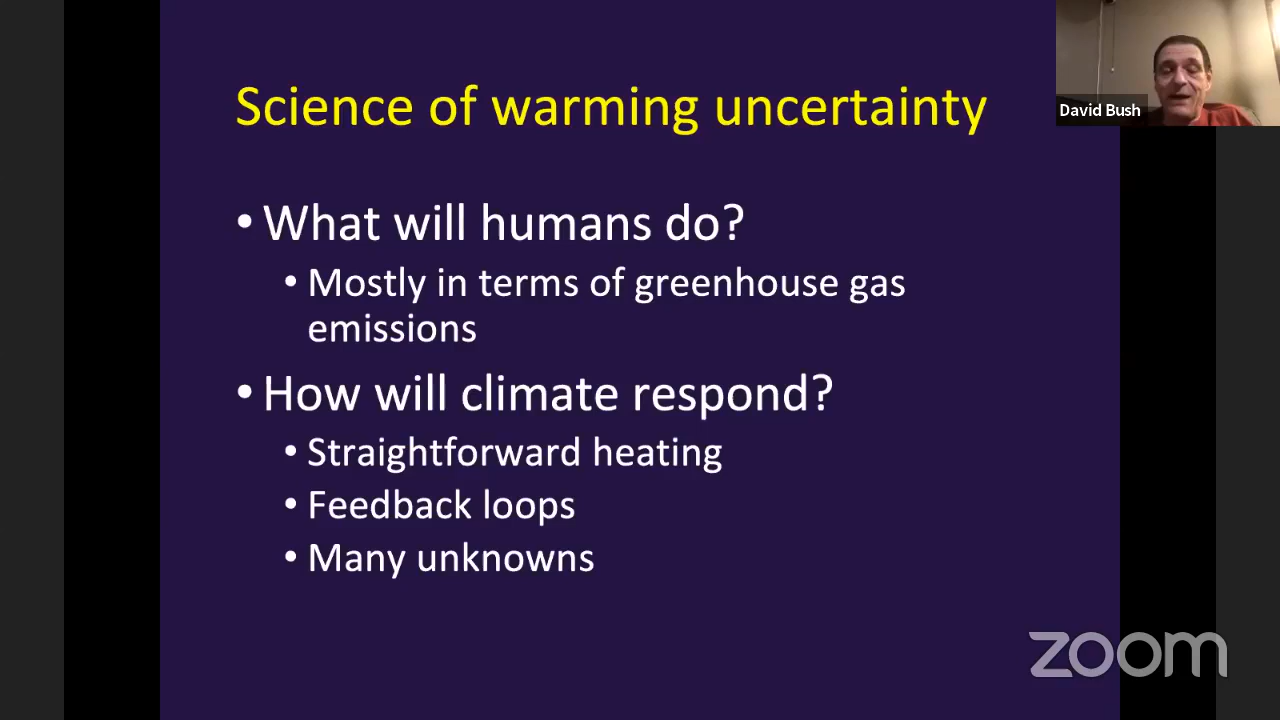 Science of warming uncertainty
David Bush
• What will humans do?
• Mostly in terms of greenhouse gas
emissions
• How will climate respond?
• Straightforward heating
• Feedback loops
• Many unknowns
zoom